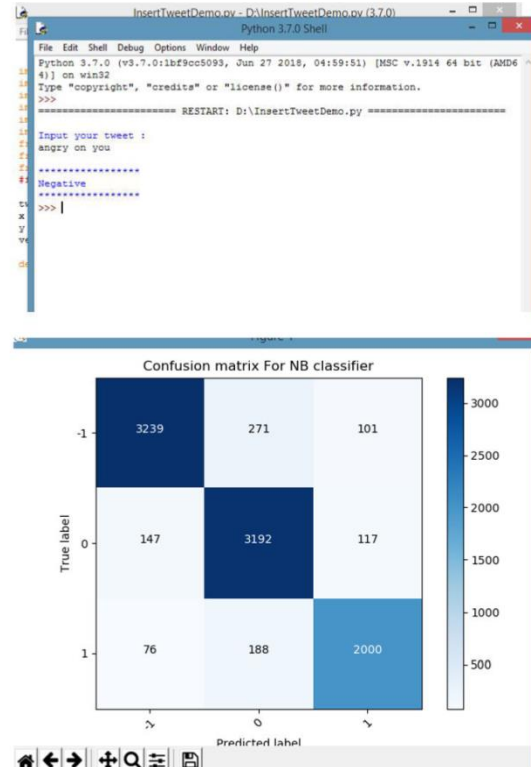 InsertTweetDemo.py - D:\InsertTweetDemo.py (3.7.0)
Python 3.7.0 Shell
File Edit Shell Debug Options Window Help
Python 3.7.0 (v3.7.0:1bf9cc5093, Jun 27 2018, 04:59:51) [MSC v.1914 64 bit (AMD6
4)] on win32
Type "copyright", "credits" or "license()" for more information.
>>>
======================= RESTART: D:\InsertTweetDemo.py =======================
Input your tweet :
angry on you
*****************
Negative
*****************
>>>
Confusion matrix For NB classifier
-1 3239 271 101
0 147 3192 117
1 76 188 2000
True label
-1 0 1
Predicted label
3000
2500
2000
1500
1000
500